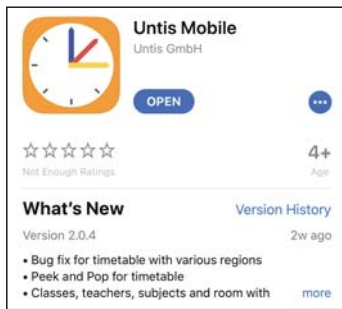 Untis Mobile
Untis GmbH
OPEN
4+
Not Enough Ratings
Age
What's New
Version History
Version 2.0.4
2w ago
• Bug fix for timetable with various regions
• Peek and Pop for timetable
• Classes, teachers, subjects and room with more